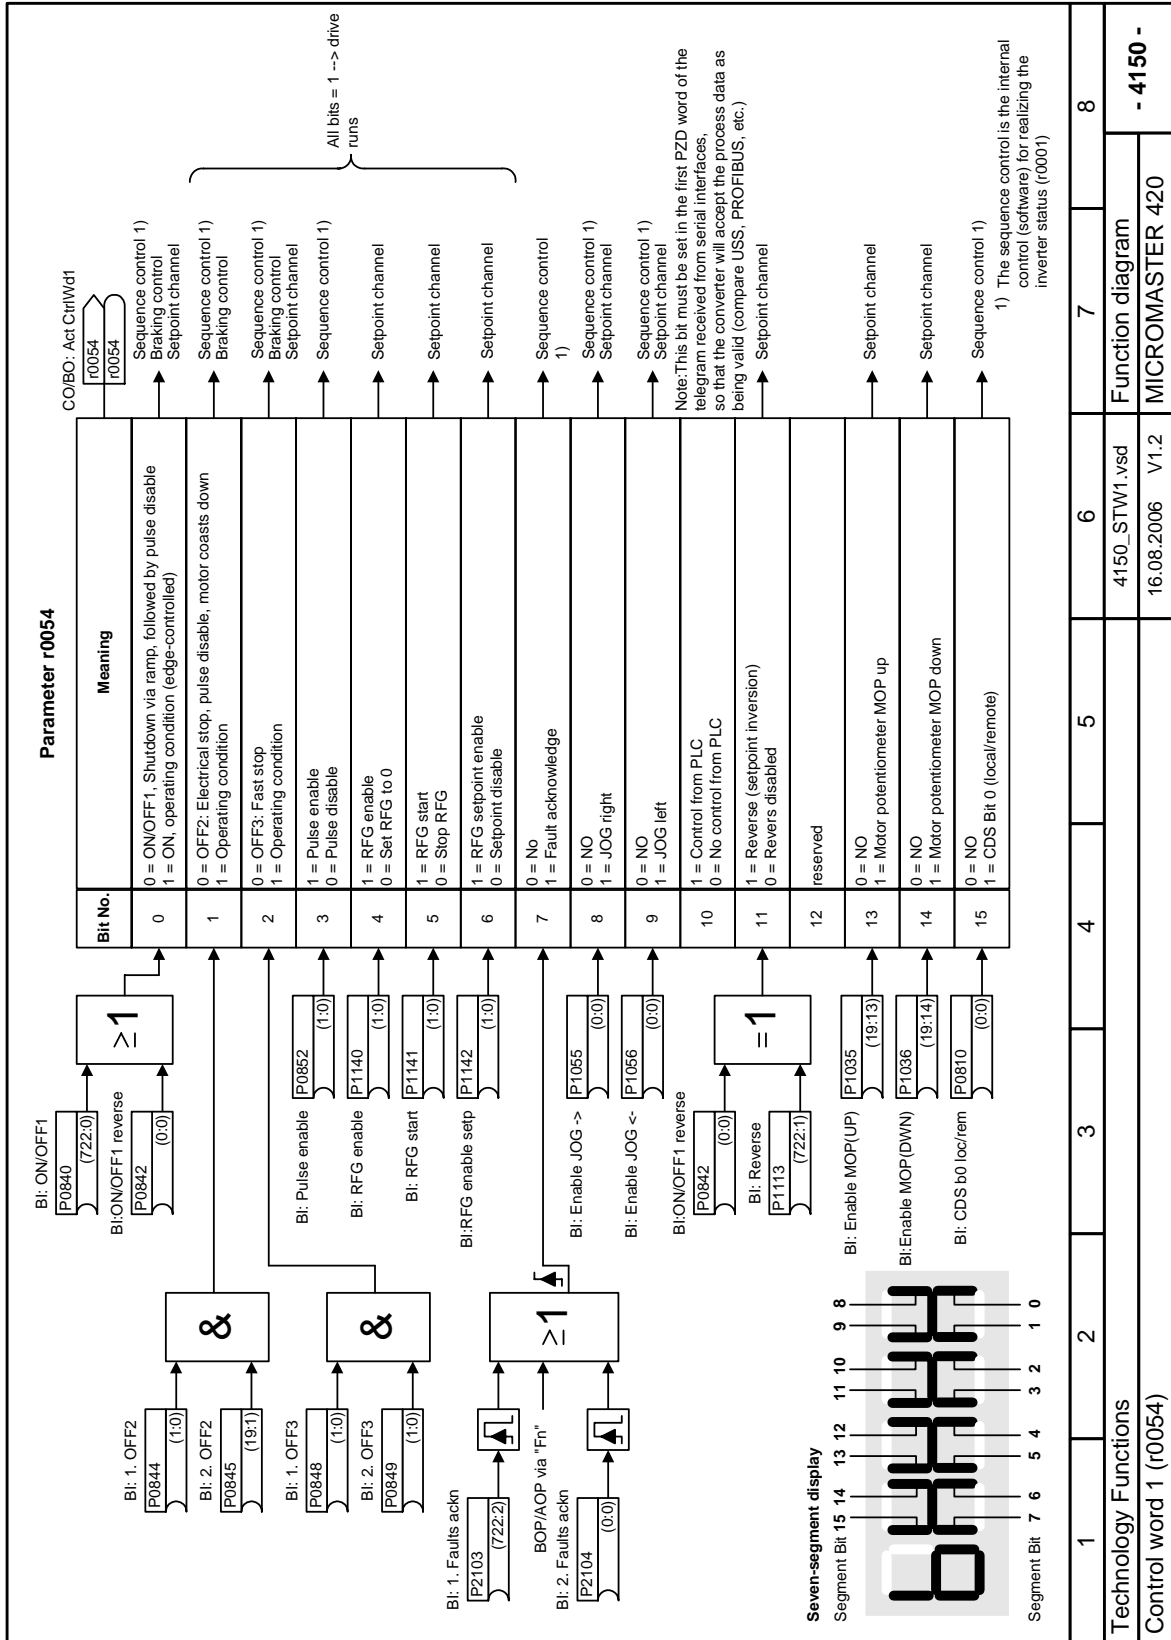 Parameter r0054
CO/BO: Act CtrlWd1
r0054
r0054
Bit No.
Meaning
BI: ON/OFF1
P0840
(722:0)
BI:ON/OFF1 reverse
P0842
(0:0)
≥1
0
0 = ON/OFF1, Shutdown via ramp, followed by pulse disable
1 = ON, operating condition (edge-controlled)
Sequence control 1)
Braking control
Setpoint channel
BI: 1. OFF2
P0844
(1:0)
BI: 2. OFF2
P0845
(19:1)
&
1
0 = OFF2: Electrical stop, pulse disable, motor coasts down
1 = Operating condition
Sequence control 1)
Braking control
BI: 1. OFF3
P0848
(1:0)
BI: 2. OFF3
P0849
(1:0)
&
2
0 = OFF3: Fast stop
1 = Operating condition
Sequence control 1)
Braking control
Setpoint channel
BI: Pulse enable
P0852
(1:0)
3
1 = Pulse enable
0 = Pulse disable
Sequence control 1)
All bits = 1 --> drive
runs
BI: RFG enable
P1140
(1:0)
4
1 = RFG enable
0 = Set RFG to 0
Setpoint channel
BI: RFG start
P1141
(1:0)
5
1 = RFG start
0 = Stop RFG
Setpoint channel
BI:RFG enable setp
P1142
(1:0)
6
1 = RFG setpoint enable
0 = Setpoint disable
Setpoint channel
BI: 1. Faults ackn
P2103
(722:2)
BOP/AOP via "Fn"
BI: 2. Faults ackn
P2104
(0:0)
≥1
7
0 = No
1 = Fault acknowledge
Sequence control
1)
BI: Enable JOG ->
P1055
(0:0)
8
0 = NO
1 = JOG right
Sequence control 1)
Setpoint channel
BI: Enable JOG <-
P1056
(0:0)
9
0 = NO
1 = JOG left
Sequence control 1)
Setpoint channel
10
1 = Control from PLC
0 = No control from PLC
Note:This bit must be set in the first PZD word of the
telegram received from serial interfaces,
so that the converter will accept the process data as
being valid (compare USS, PROFIBUS, etc.)
BI:ON/OFF1 reverse
P0842
(0:0)
BI: Reverse
P1113
(722:1)
=1
11
1 = Reverse (setpoint inversion)
0 = Revers disabled
Setpoint channel
12
reserved
BI: Enable MOP(UP)
P1035
(19:13)
13
0 = NO
1 = Motor potentiometer MOP up
Setpoint channel
BI:Enable MOP(DWN)
P1036
(19:14)
14
0 = NO
1 = Motor potentiometer MOP down
Setpoint channel
BI: CDS b0 loc/rem
P0810
(0:0)
15
0 = NO
1 = CDS Bit 0 (local/remote)
Sequence control 1)
1) The sequence control is the internal
control (software) for realizing the
inverter status (r0001)
Seven-segment display
Segment Bit 15 14 13 12 11 10 9 8
Segment Bit 7 6 5 4 3 2 1 0
1 2 3 4 5 6 7 8
Technology Functions
4150_STW1.vsd
Function diagram
- 4150 -
Control word 1 (r0054)
16.08.2006 V1.2
MICROMASTER 420